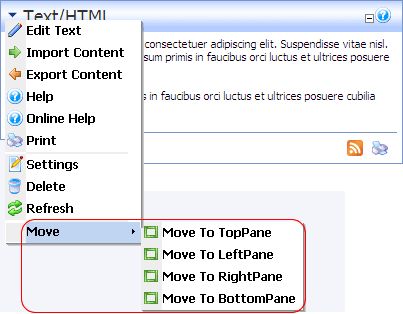 Text/HTML
Edit Text
consectetuer adipiscing elit. Suspendisse vitae nisl.
Import Content
sum primis in faucibus orci luctus et ultrices posuere
Export Content
Help
s in faucibus orci luctus et ultrices posuere cubilia
Online Help
Print
Settings
Delete
Refresh
Move
Move To TopPane
Move To LeftPane
Move To RightPane
Move To BottomPane